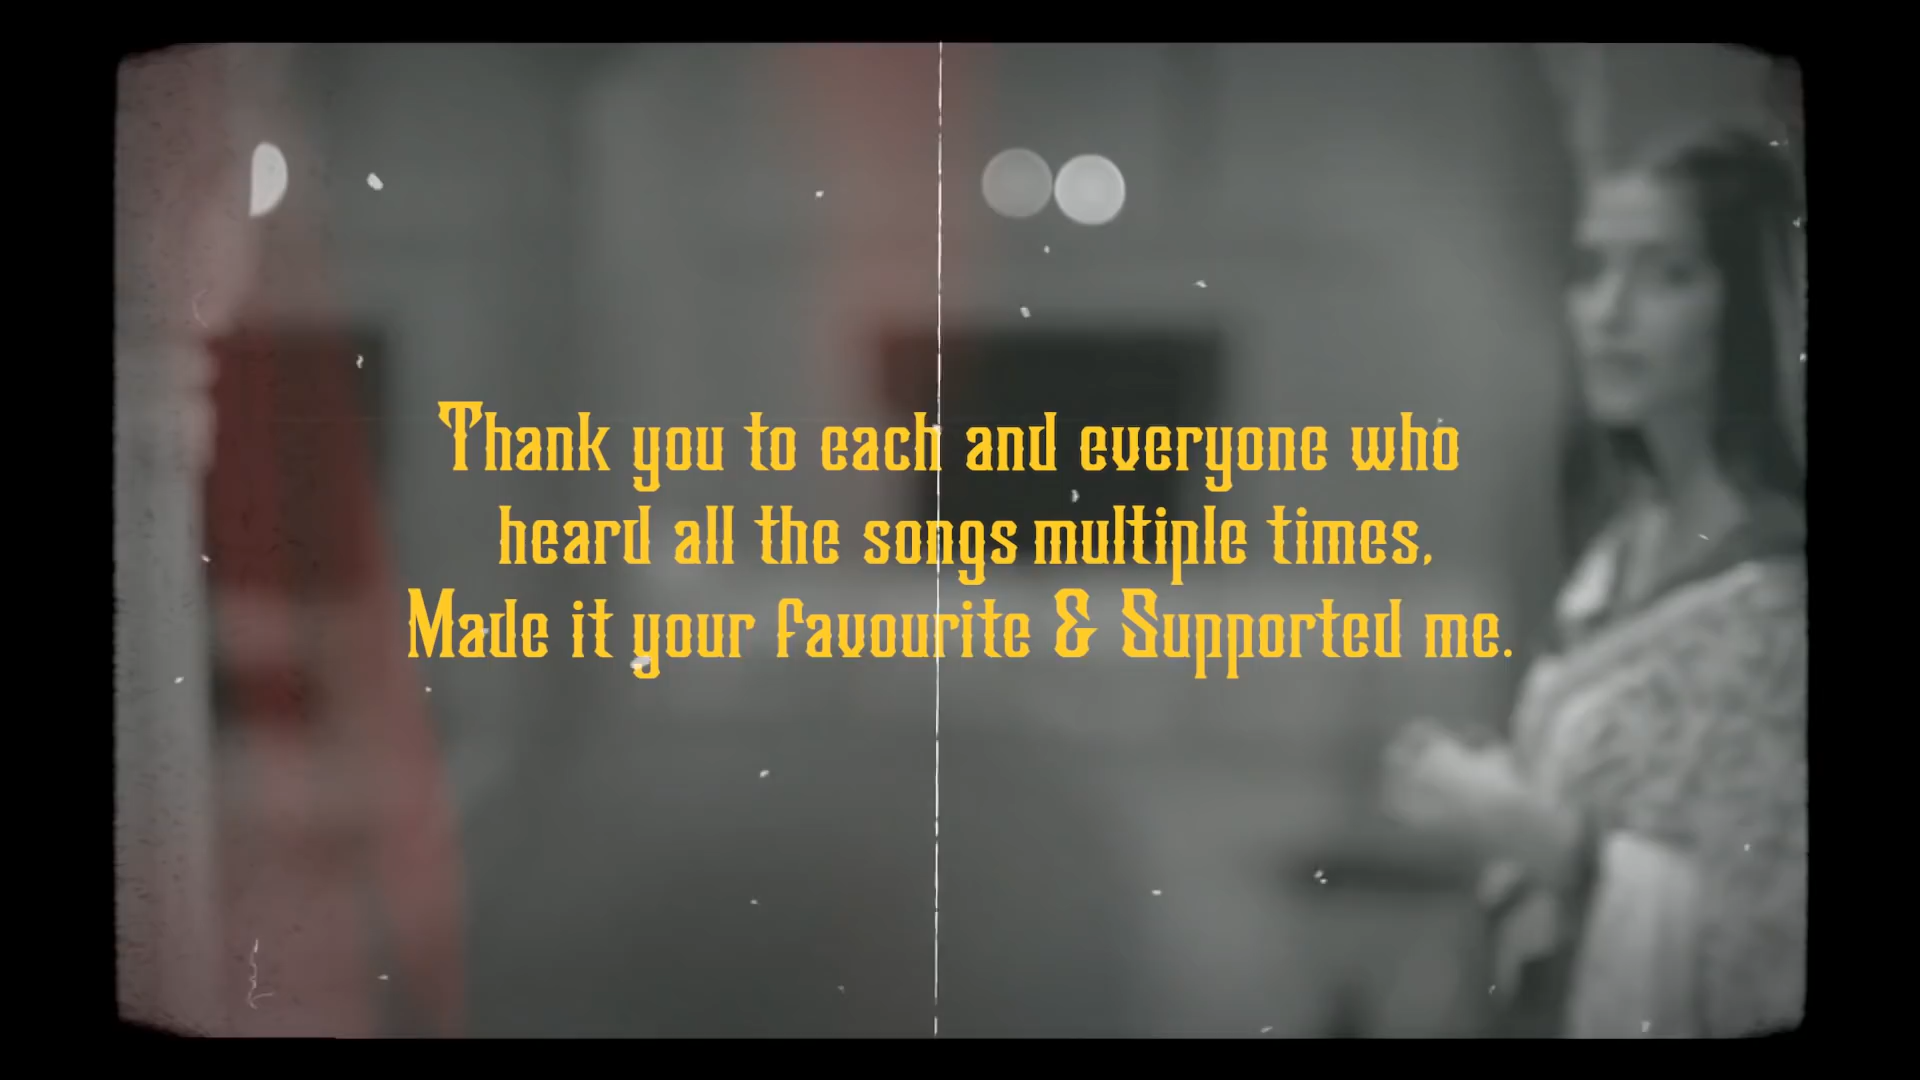 Thank you to each and everyone who
heard all the songs multiple times,
Made it your favourite & Supported me.